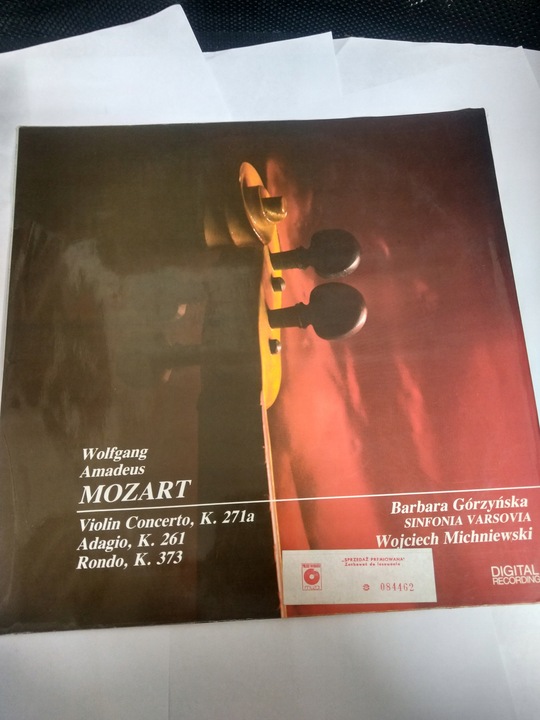 Wolfgang
Amadeus
MOZART
Violin Concerto, K. 271a
Adagio, K. 261
Rondo, K. 373
Barbara Górzyńska
SINFONIA VARSOVIA
Wojciech Michniewski
„SPRZEDAŻ PREMIOWANA"
084462
DIGITAL
RECORDING